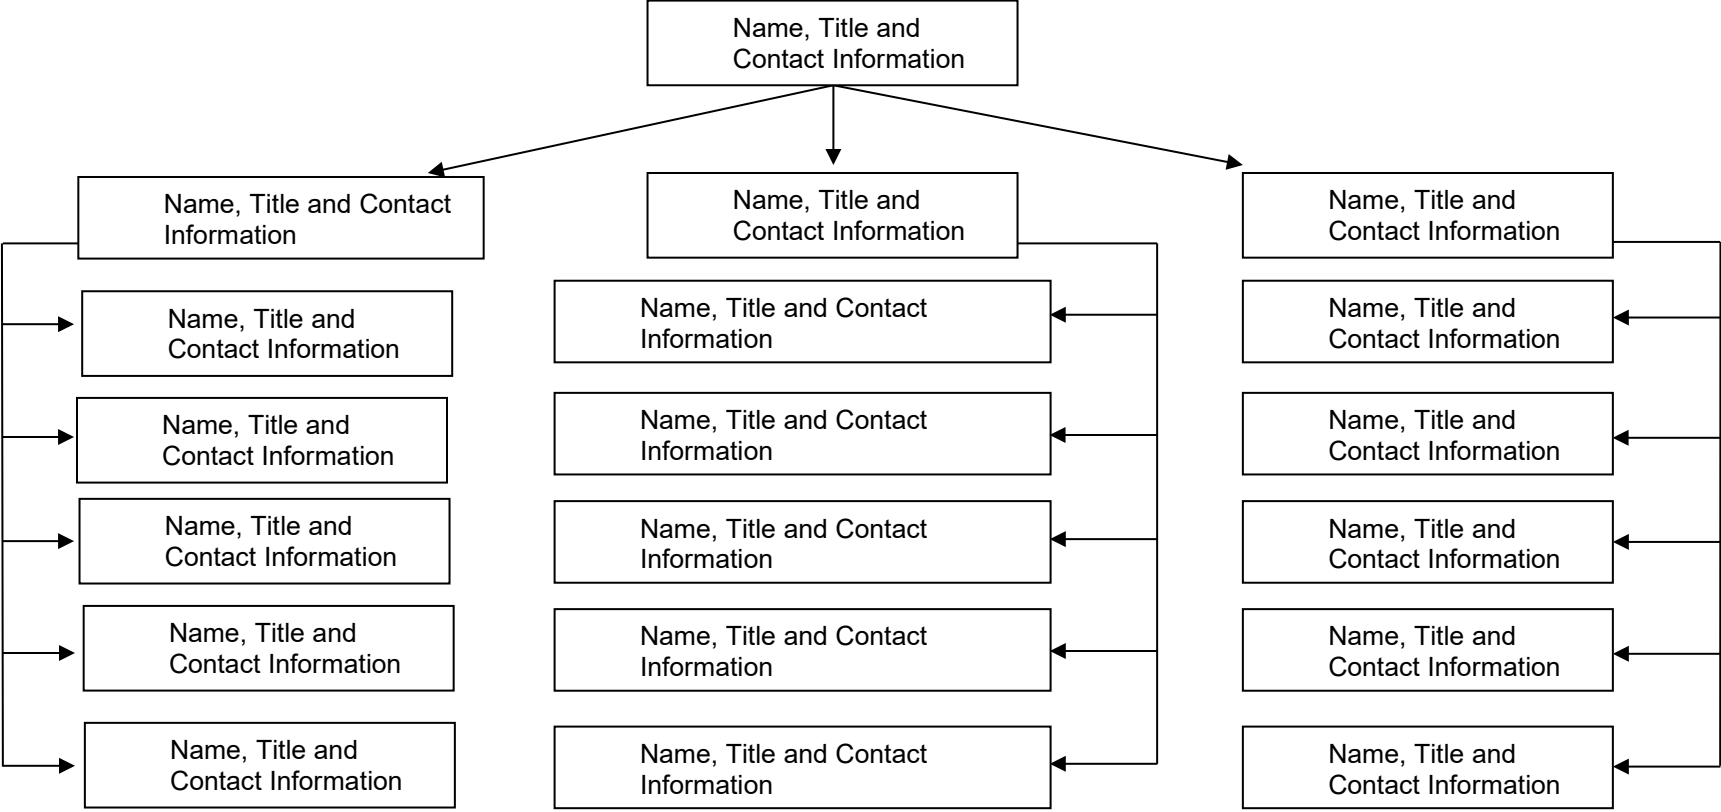 Name, Title and
Contact Information
Name, Title and Contact
Information
Name, Title and
Contact Information
Name, Title and
Contact Information
Name, Title and
Contact Information
Name, Title and
Contact Information
Name, Title and
Contact Information
Name, Title and
Contact Information
Name, Title and
Contact Information
Name, Title and Contact
Information
Name, Title and Contact
Information
Name, Title and Contact
Information
Name, Title and Contact
Information
Name, Title and Contact
Information
Name, Title and
Contact Information
Name, Title and
Contact Information
Name, Title and
Contact Information
Name, Title and
Contact Information
Name, Title and
Contact Information